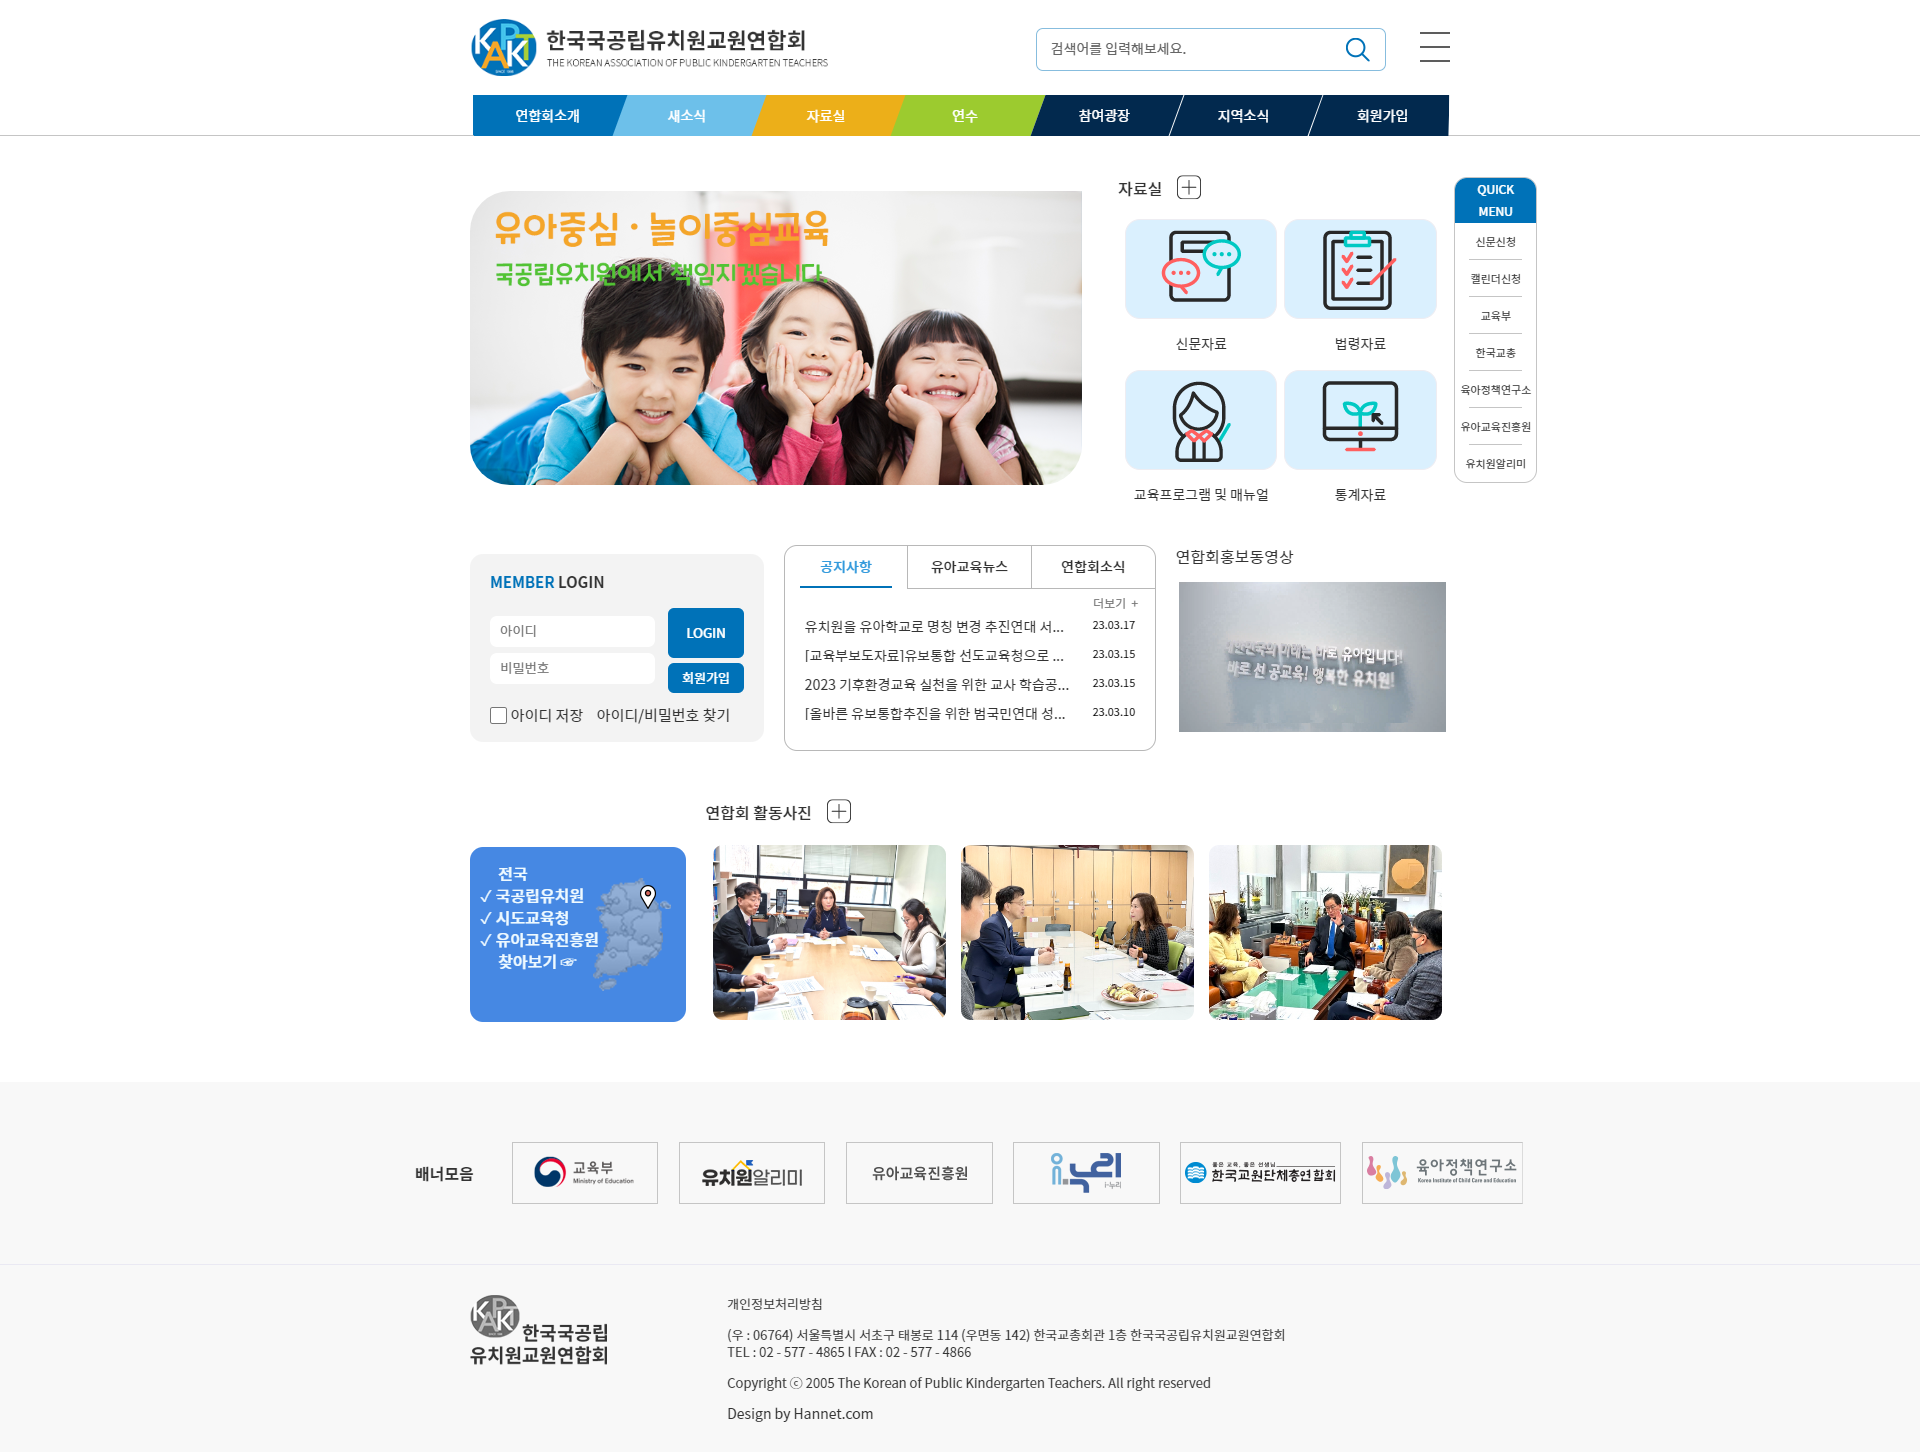 KAPKT
한국국공립유치원교원연합회
THE KOREAN ASSOCIATION OF PUBLIC KINDERGARTEN TEACHERS
검색어를 입력해보세요.
연합회소개
새소식
자료실
연수
참여광장
지역소식
회원가입
유아중심 · 놀이중심교육
국공립유치원에서 책임지겠습니다.
자료실
신문자료
법령자료
교육프로그램 및 매뉴얼
통계자료
QUICK
MENU
신문신청
캘린더신청
교육부
한국교총
육아정책연구소
유아교육진흥원
유치원알리미
MEMBER LOGIN
아이디
비밀번호
LOGIN
회원가입
아이디 저장
아이디/비밀번호 찾기
공지사항
유아교육뉴스
연합회소식
더보기 +
유치원을 유아학교로 명칭 변경 추진연대 서...
23.03.17
[교육부보도자료]유보통합 선도교육청으로 ...
23.03.15
2023 기후환경교육 실천을 위한 교사 학습공...
23.03.15
「올바른 유보통합추진을 위한 범국민연대 성...
23.03.10
연합회홍보동영상
대한민국의 미래는 바로 유아입니다!
바로 선 공교육! 행복한 유치원!
연합회 활동사진
전국
✓ 국공립유치원
✓ 시도교육청
✓ 유아교육진흥원
찾아보기 ☞
배너모음
교육부
Ministry of Education
유치원알리미
유아교육진흥원
i-누리
i-누리
좋은 교육, 좋은 선생님
한국교원단체총연합회
육아정책연구소
Korea Institute of Child Care and Education
KAPKT
한국국공립
유치원교원연합회
개인정보처리방침
(우 : 06764) 서울특별시 서초구 태봉로 114 (우면동 142) 한국교총회관 1층 한국국공립유치원교원연합회
TEL : 02 - 577 - 4865 l FAX : 02 - 577 - 4866
Copyright ⓒ 2005 The Korean of Public Kindergarten Teachers. All right reserved
Design by Hannet.com